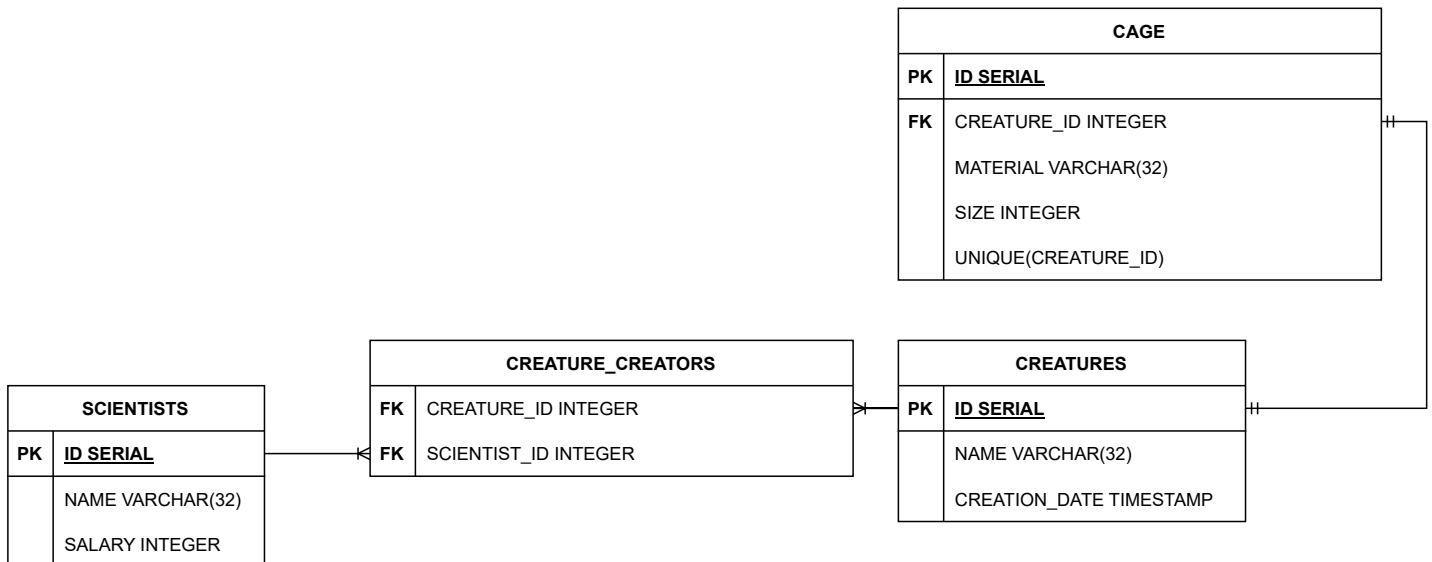 CAGE
PK ID SERIAL
FK CREATURE_ID INTEGER
MATERIAL VARCHAR(32)
SIZE INTEGER
UNIQUE(CREATURE_ID)
SCIENTISTS
PK ID SERIAL
NAME VARCHAR(32)
SALARY INTEGER
CREATURE_CREATORS
FK CREATURE_ID INTEGER
FK SCIENTIST_ID INTEGER
CREATURES
PK ID SERIAL
NAME VARCHAR(32)
CREATION_DATE TIMESTAMP